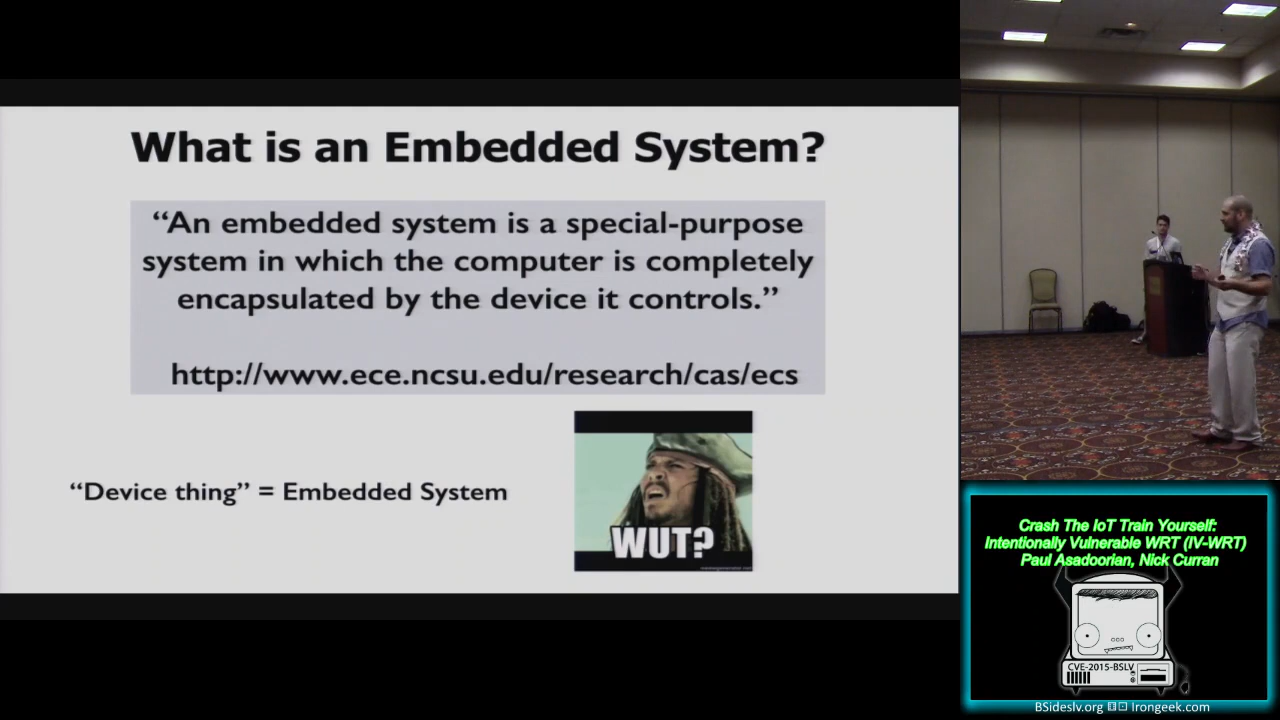 What is an Embedded System?
“An embedded system is a special-purpose
system in which the computer is completely
encapsulated by the device it controls.”
http://www.ece.ncsu.edu/research/cas/ecs
“Device thing” = Embedded System
WUT?
Crash The IoT Train Yourself:
Intentionally Vulnerable WRT (IV-WRT)
Paul Asadoorian, Nick Curran
CVE-2015-BSLV
BSideslv.org
Irongeek.com